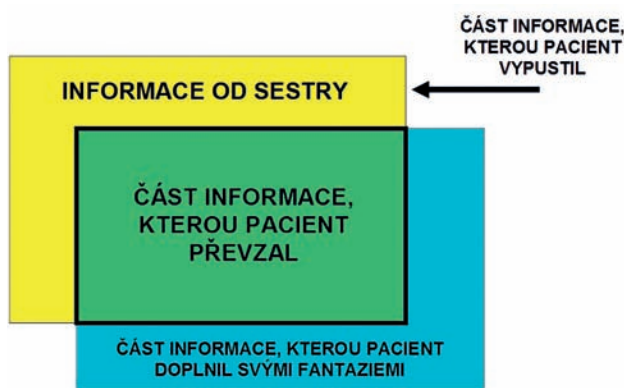 ČÁST INFORMACE,
KTEROU PACIENT
VYPUSTIL
INFORMACE OD SESTRY
ČÁST INFORMACE,
KTEROU PACIENT
PŘEVZAL
ČÁST INFORMACE, KTEROU PACIENT
DOPLNIL SVÝMI FANTAZIEMI